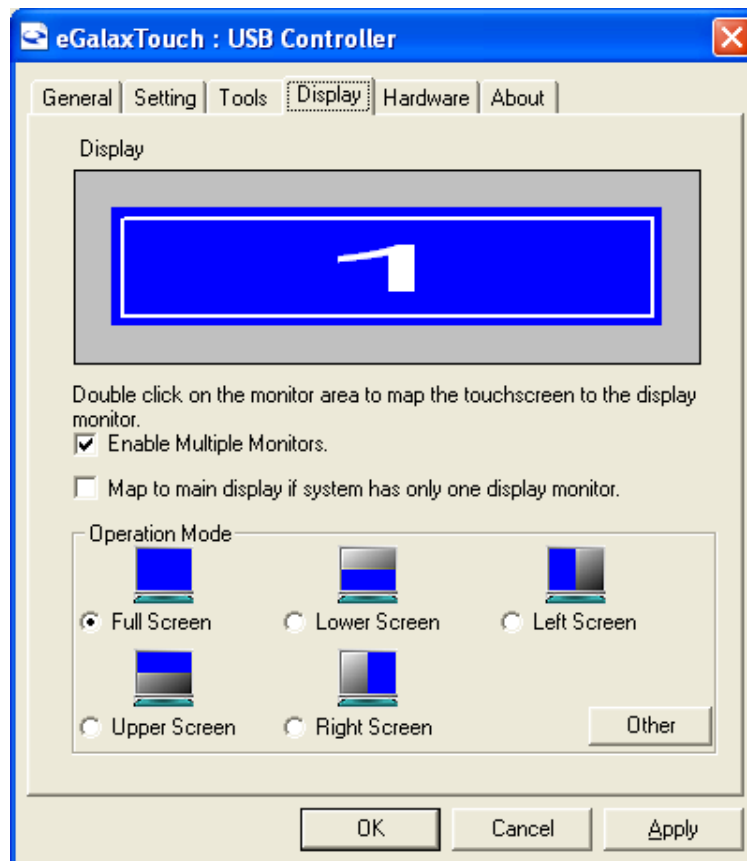 eGalaxTouch : USB Controller
General Setting Tools Display Hardware About
Display
1
Double click on the monitor area to map the touchscreen to the display
monitor.
Enable Multiple Monitors.
Map to main display if system has only one display monitor.
Operation Mode
Full Screen Lower Screen Left Screen
Upper Screen Right Screen Other
OK Cancel Apply